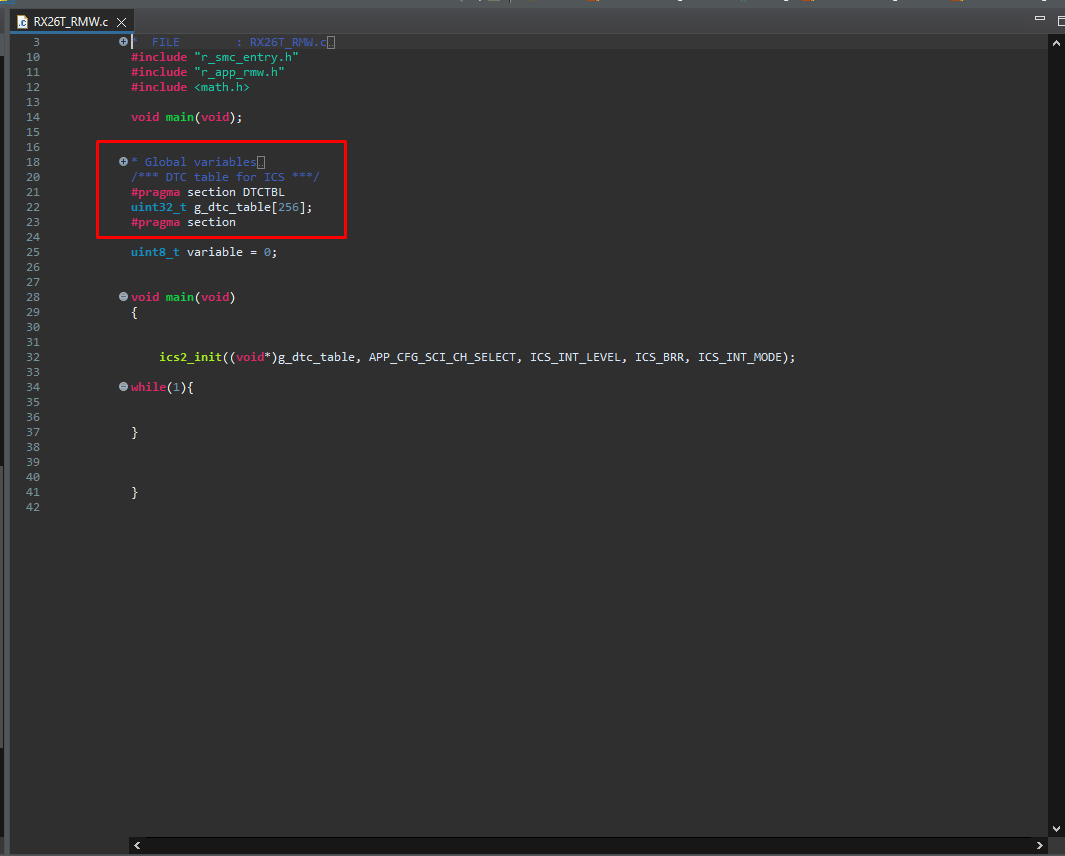 RX26T_RMW.c
3 * FILE : RX26T_RMW.c
10 #include "r_smc_entry.h"
11 #include "r_app_rmw.h"
12 #include <math.h>
13
14 void main(void);
15
16
18 * Global variables
20 /*** DTC table for ICS ***/
21 #pragma section DTCTBL
22 uint32_t g_dtc_table[256];
23 #pragma section
24
25 uint8_t variable = 0;
26
27
28 void main(void)
29 {
30
31
32 ics2_init((void*)g_dtc_table, APP_CFG_SCI_CH_SELECT, ICS_INT_LEVEL, ICS_BRR, ICS_INT_MODE);
33
34 while(1){
35
36
37 }
38
39
40
41 }
42